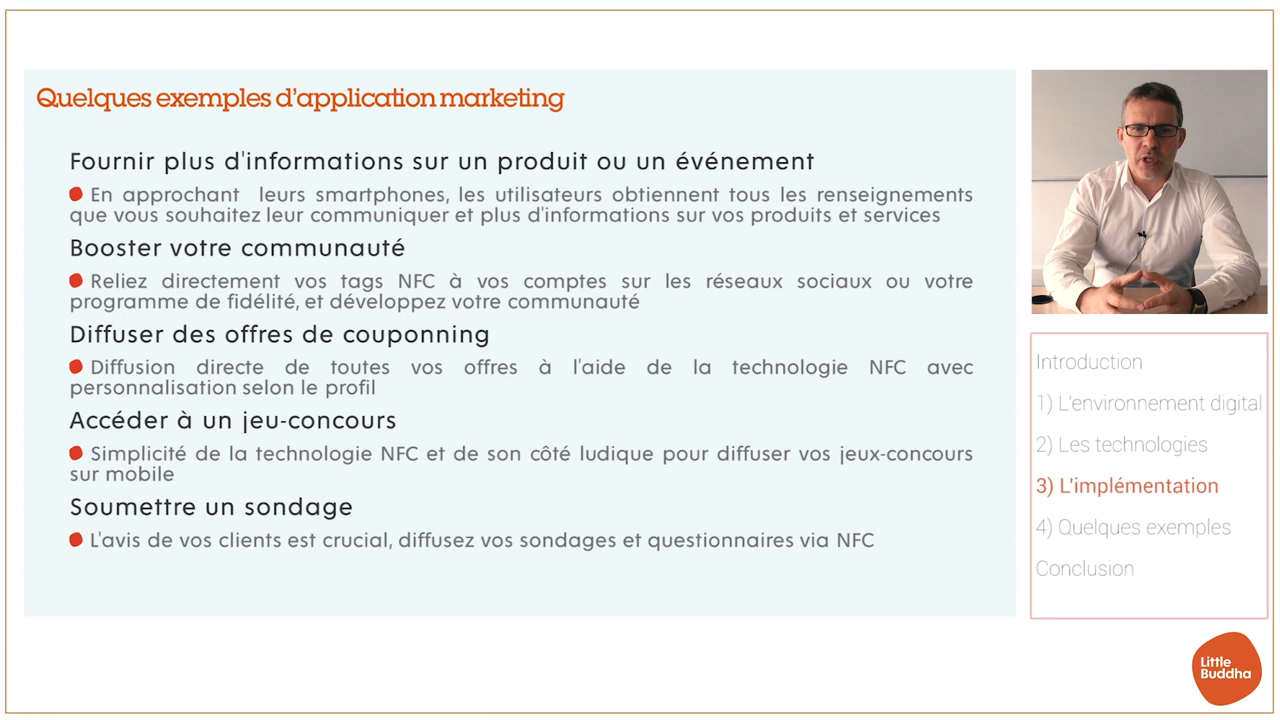 Quelques exemples d'application marketing
Fournir plus d'informations sur un produit ou un événement
En approchant leurs smartphones, les utilisateurs obtiennent tous les renseignements
que vous souhaitez leur communiquer et plus d'informations sur vos produits et services
Booster votre communauté
Reliez directement vos tags NFC à vos comptes sur les réseaux sociaux ou votre
programme de fidélité, et développez votre communauté
Diffuser des offres de couponning
Diffusion directe de toutes vos offres à l'aide de la technologie NFC avec
personnalisation selon le profil
Accéder à un jeu-concours
Simplicité de la technologie NFC et de son côté ludique pour diffuser vos jeux-concours
sur mobile
Soumettre un sondage
L'avis de vos clients est crucial, diffusez vos sondages et questionnaires via NFC
Introduction
1) L'environnement digital
2) Les technologies
3) L'implémentation
4) Quelques exemples
Conclusion
Little
Buddha